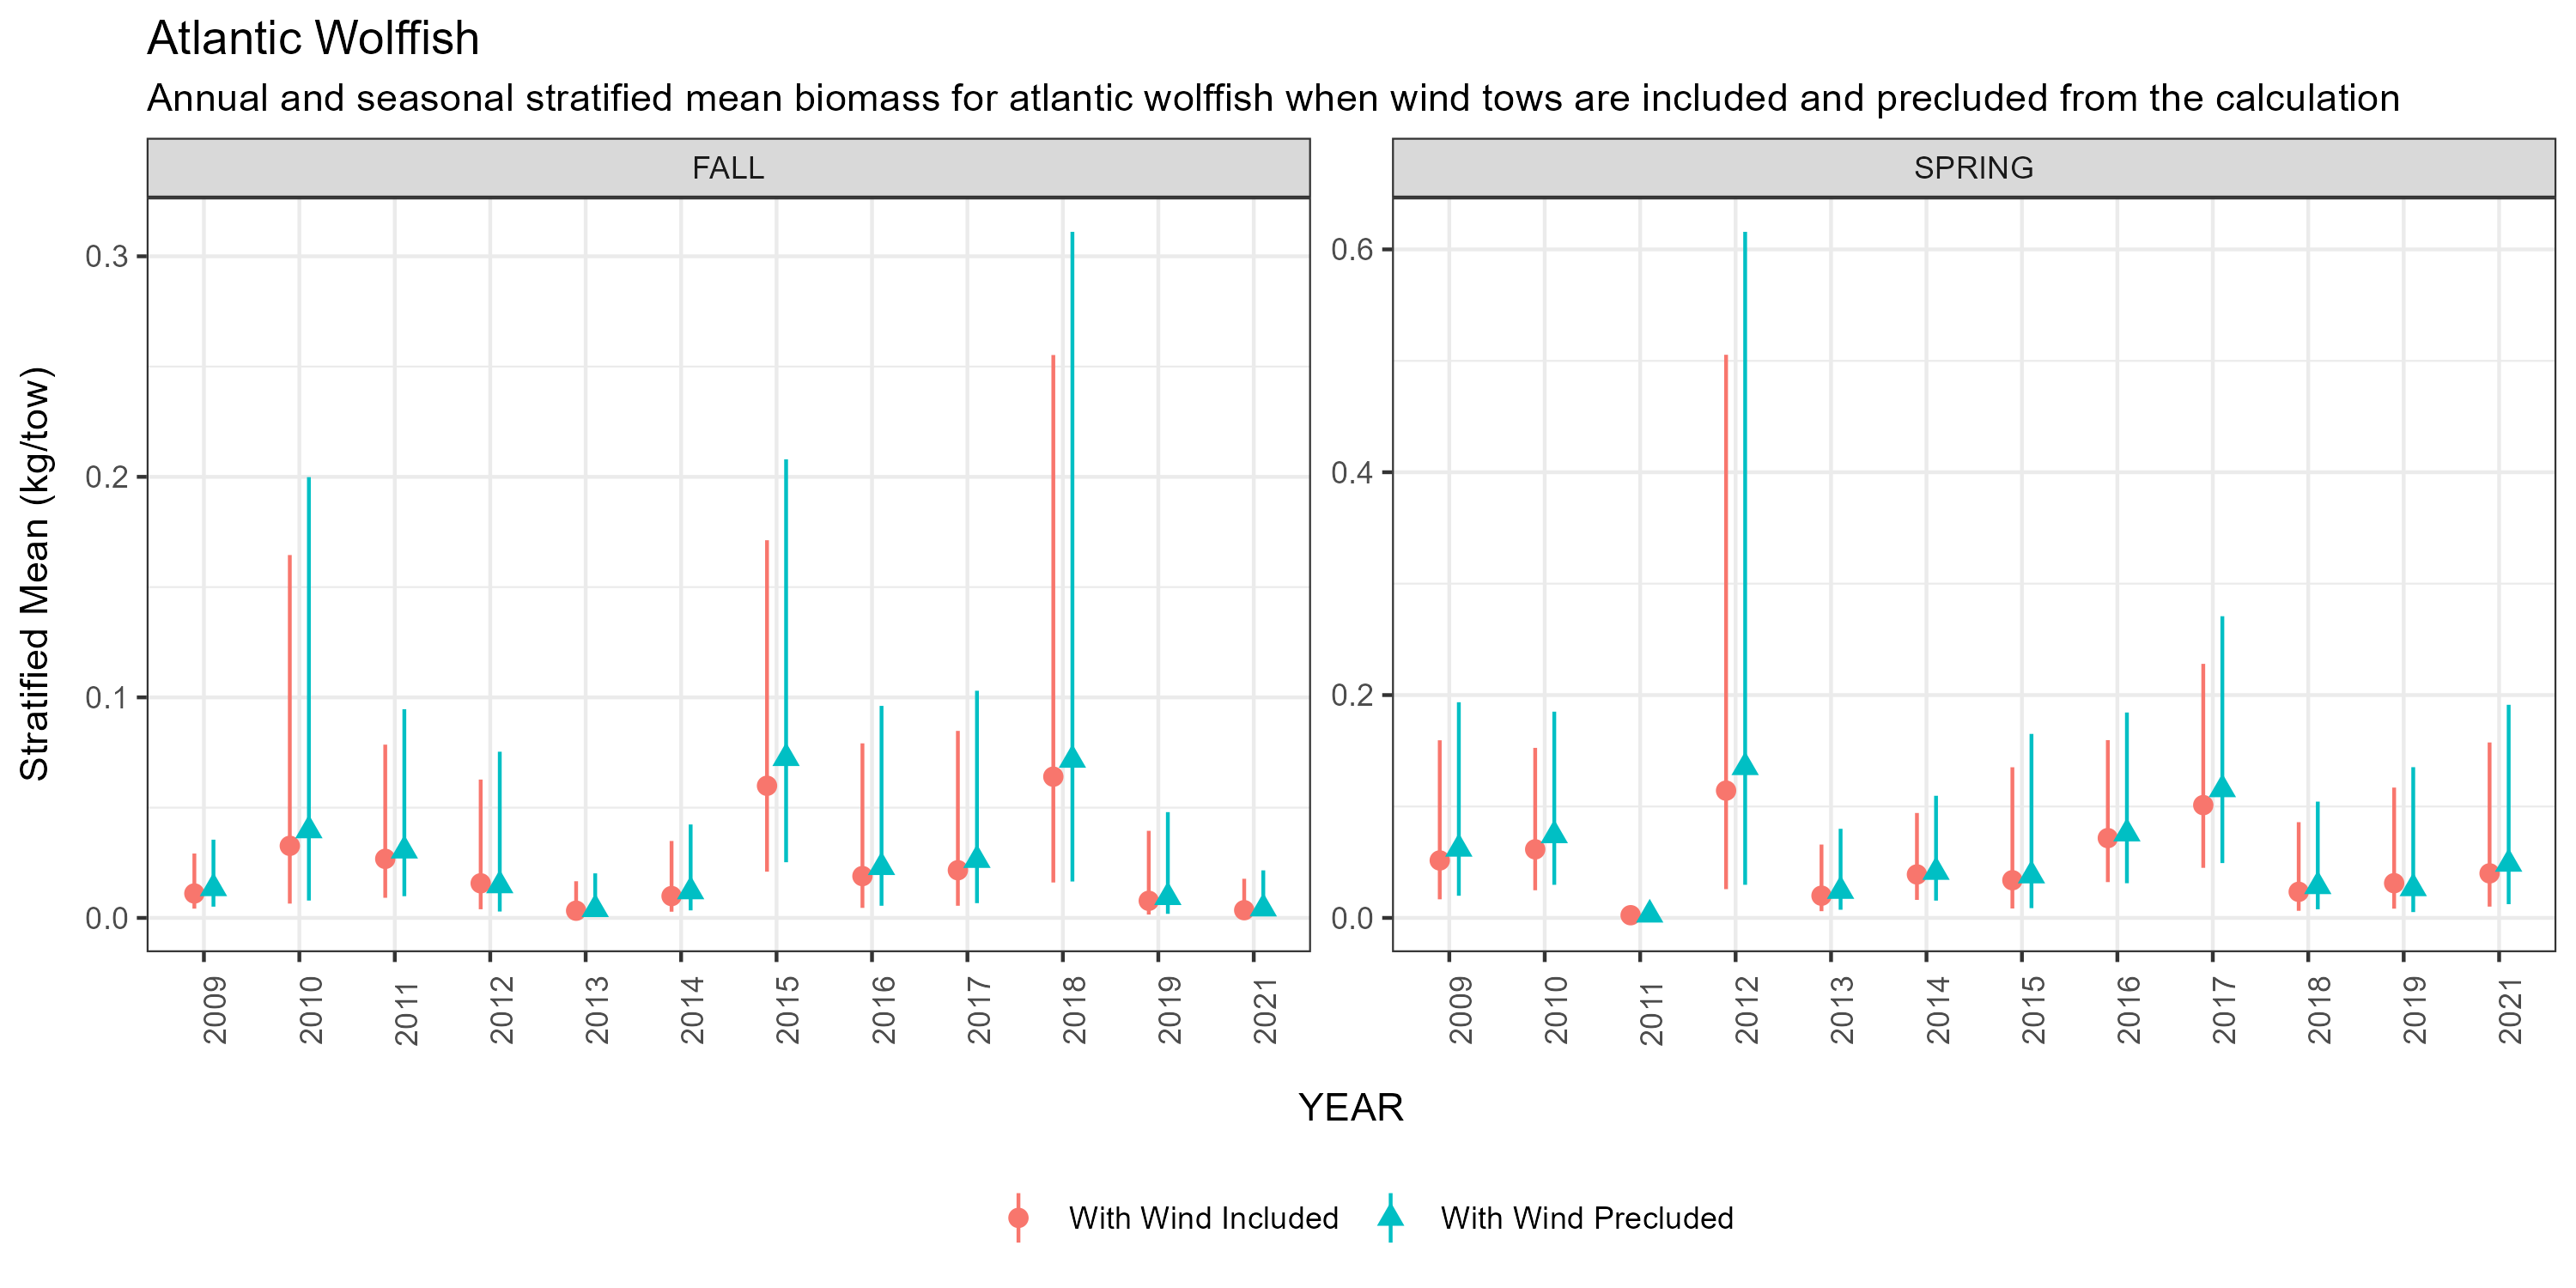 Atlantic Wolffish
Annual and seasonal stratified mean biomass for atlantic wolffish when wind tows are included and precluded from the calculation
FALL
SPRING
Stratified Mean (kg/tow)
0.3
0.2
0.1
0.0
0.6
0.4
0.2
0.0
2009 2010 2011 2012 2013 2014 2015 2016 2017 2018 2019 2021
2009 2010 2011 2012 2013 2014 2015 2016 2017 2018 2019 2021
YEAR
With Wind Included With Wind Precluded